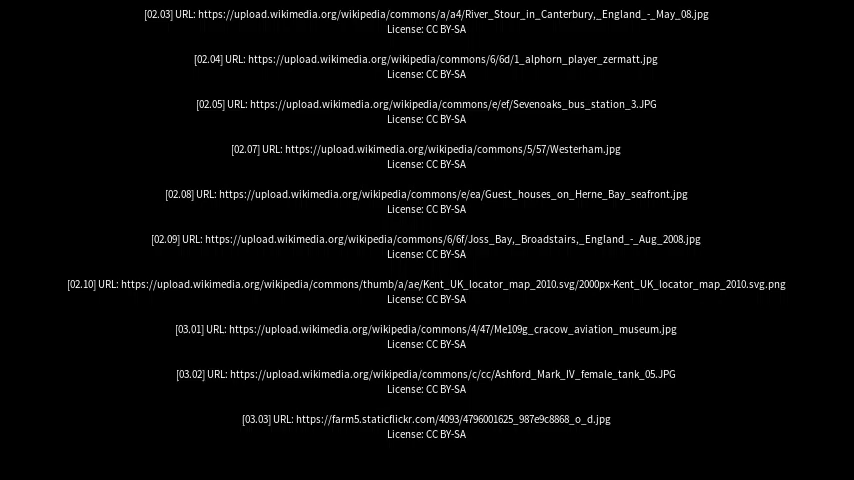 [02.03] URL: https://upload.wikimedia.org/wikipedia/commons/a/a4/River_Stour_in_Canterbury,_England_-_May_08.jpg
License: CC BY-SA
[02.04] URL: https://upload.wikimedia.org/wikipedia/commons/6/6d/1_alphorn_player_zermatt.jpg
License: CC BY-SA
[02.05] URL: https://upload.wikimedia.org/wikipedia/commons/e/ef/Sevenoaks_bus_station_3.JPG
License: CC BY-SA
[02.07] URL: https://upload.wikimedia.org/wikipedia/commons/5/57/Westerham.jpg
License: CC BY-SA
[02.08] URL: https://upload.wikimedia.org/wikipedia/commons/e/ea/Guest_houses_on_Herne_Bay_seafront.jpg
License: CC BY-SA
[02.09] URL: https://upload.wikimedia.org/wikipedia/commons/6/6f/Joss_Bay,_Broadstairs,_England_-_Aug_2008.jpg
License: CC BY-SA
[02.10] URL: https://upload.wikimedia.org/wikipedia/commons/thumb/a/ae/Kent_UK_locator_map_2010.svg/2000px-Kent_UK_locator_map_2010.svg.png
License: CC BY-SA
[03.01] URL: https://upload.wikimedia.org/wikipedia/commons/4/47/Me109g_cracow_aviation_museum.jpg
License: CC BY-SA
[03.02] URL: https://upload.wikimedia.org/wikipedia/commons/c/cc/Ashford_Mark_IV_female_tank_05.JPG
License: CC BY-SA
[03.03] URL: https://farm5.staticflickr.com/4093/4796001625_987e9c8868_o_d.jpg
License: CC BY-SA